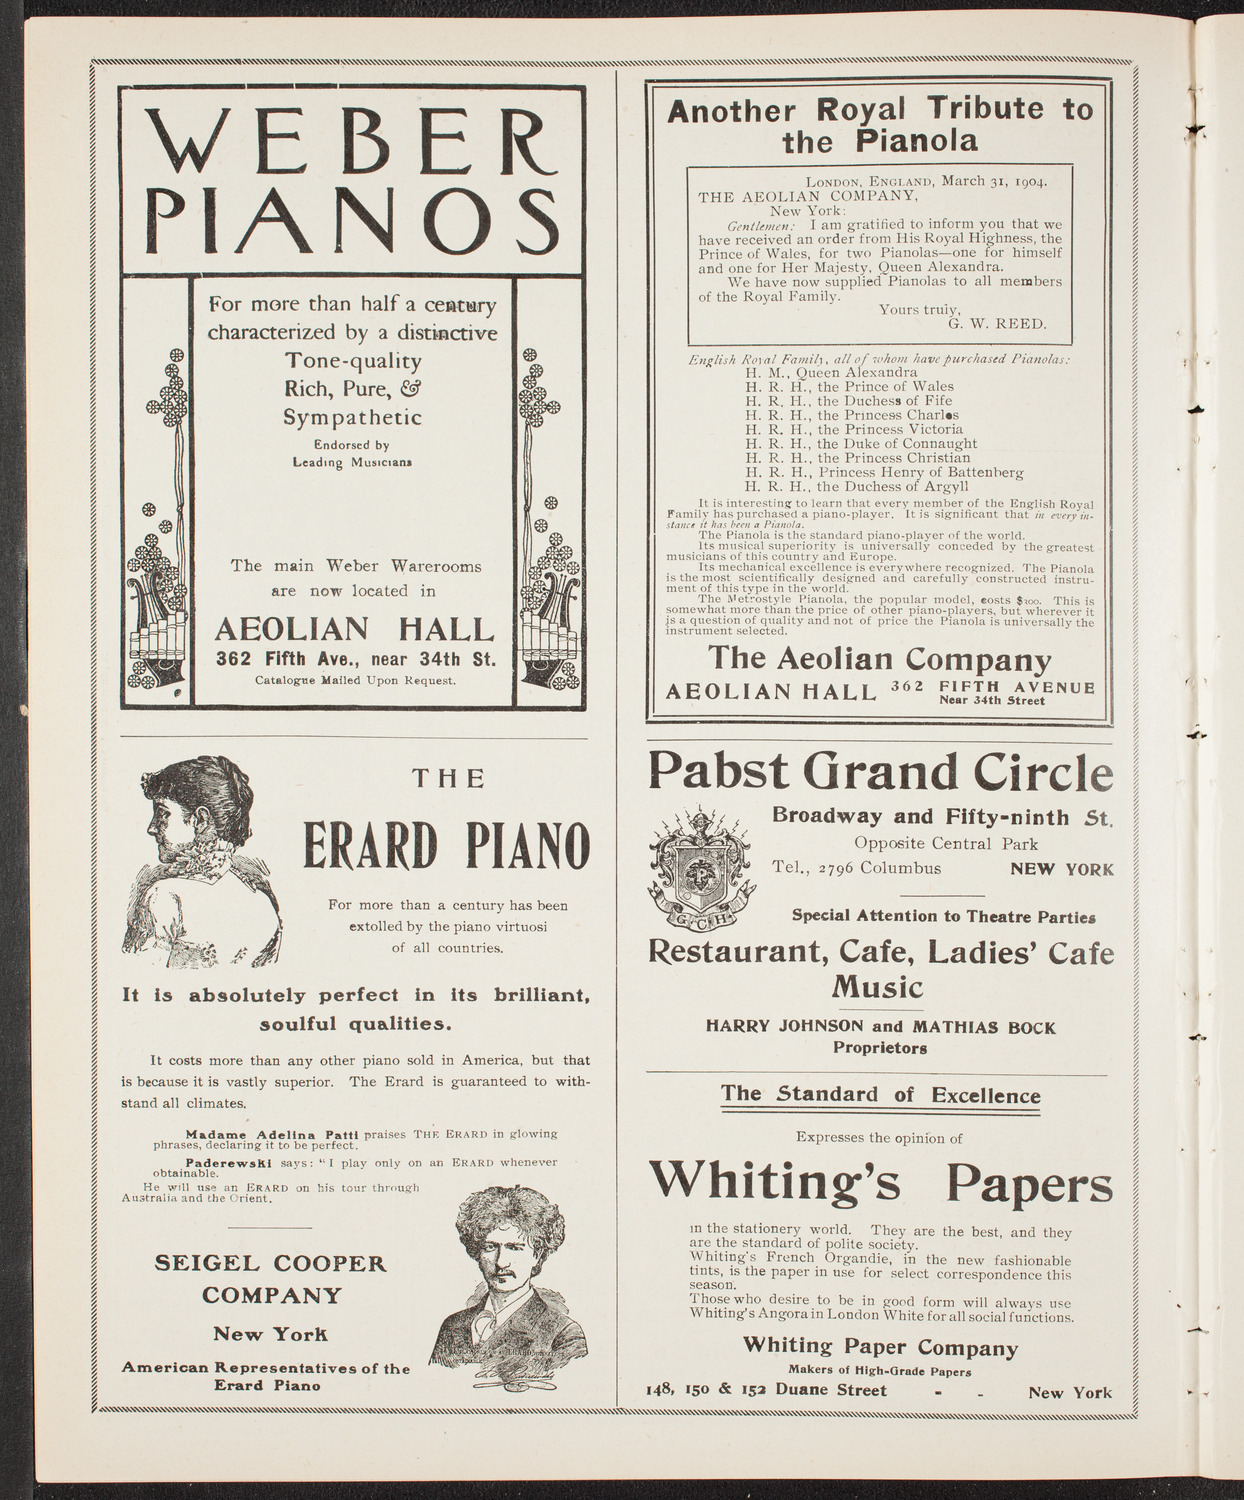 WEBER
PIANOS
For more than half a century
characterized by a distinctive
Tone-quality
Rich, Pure, &
Sympathetic
Endorsed by
Leading Musicians
The main Weber Warerooms
are now located in
AEOLIAN HALL
362 Fifth Ave., near 34th St.
Catalogue Mailed Upon Request.
THE
ERARD PIANO
For more than a century has been
extolled by the piano virtuosi
of all countries.
It is absolutely perfect in its brilliant,
soulful qualities.
It costs more than any other piano sold in America, but that
is because it is vastly superior. The Erard is guaranteed to with-
stand all climates.
Madame Adelina Patti praises THE ERARD in glowing
phrases, declaring it to be perfect.
Paderewski says: "I play only on an ERARD whenever
obtainable.
He will use an ERARD on his tour through
Australia and the Orient.
SEIGEL COOPER
COMPANY
New York
American Representatives of the
Erard Piano
Another Royal Tribute to
the Pianola
LONDON, ENGLAND, March 31, 1904.
THE AEOLIAN COMPANY,
New York:
Gentlemen: I am gratified to inform you that we
have received an order from His Royal Highness, the
Prince of Wales, for two Pianolas—one for himself
and one for Her Majesty, Queen Alexandra.
We have now supplied Pianolas to all members
of the Royal Family.
Yours truly,
G. W. REED.
English Royal Family, all of whom have purchased Pianolas:
H. M., Queen Alexandra
H. R. H., the Prince of Wales
H. R. H., the Duchess of Fife
H. R. H., the Princess Charles
H. R. H., the Princess Victoria
H. R. H., the Duke of Connaught
H. R. H., the Princess Christian
H. R. H., Princess Henry of Battenberg
H. R. H., the Duchess of Argyll
It is interesting to learn that every member of the English Royal
Family has purchased a piano-player. It is significant that in every in-
stance it has been a Pianola.
The Pianola is the standard piano-player of the world.
Its musical superiority is universally conceded by the greatest
musicians of this country and Europe.
Its mechanical excellence is everywhere recognized. The Pianola
is the most scientifically designed and carefully constructed instru-
ment of this type in the world.
The Metrostyle Pianola, the popular model, costs $300. This is
somewhat more than the price of other piano-players, but wherever it
is a question of quality and not of price the Pianola is universally the
instrument selected.
The Aeolian Company
AEOLIAN HALL 362 FIFTH AVENUE
Near 34th Street
Pabst Grand Circle
Broadway and Fifty-ninth St.
Opposite Central Park
Tel., 2796 Columbus NEW YORK
P
G C H
Special Attention to Theatre Parties
Restaurant, Cafe, Ladies' Cafe
Music
HARRY JOHNSON and MATHIAS BOCK
Proprietors
The Standard of Excellence
Expresses the opinion of
Whiting's Papers
in the stationery world. They are the best, and they
are the standard of polite society.
Whiting's French Organdie, in the new fashionable
tints, is the paper in use for select correspondence this
season.
Those who desire to be in good form will always use
Whiting's Angora in London White for all social functions.
Whiting Paper Company
Makers of High-Grade Papers
148, 150 & 152 Duane Street - - New York